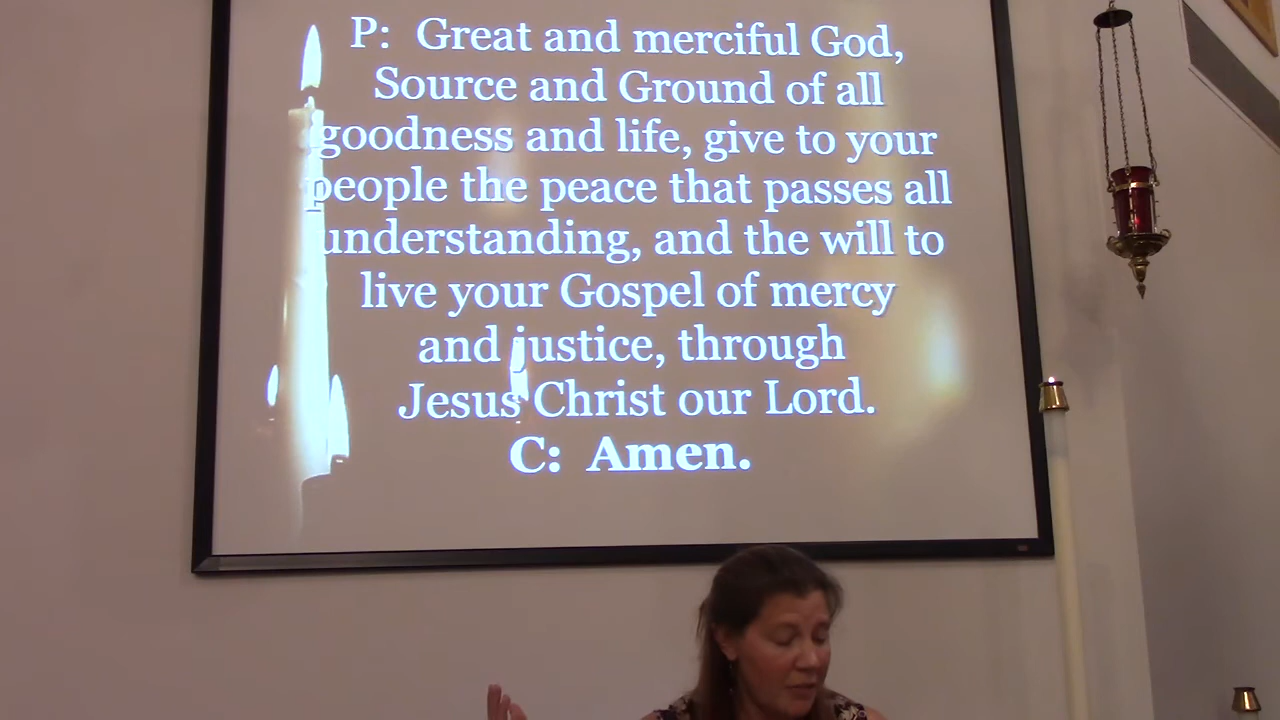 P: Great and merciful God,
Source and Ground of all
goodness and life, give to your
people the peace that passes all
understanding, and the will to
live your Gospel of mercy
and justice, through
Jesus Christ our Lord.
C: Amen.